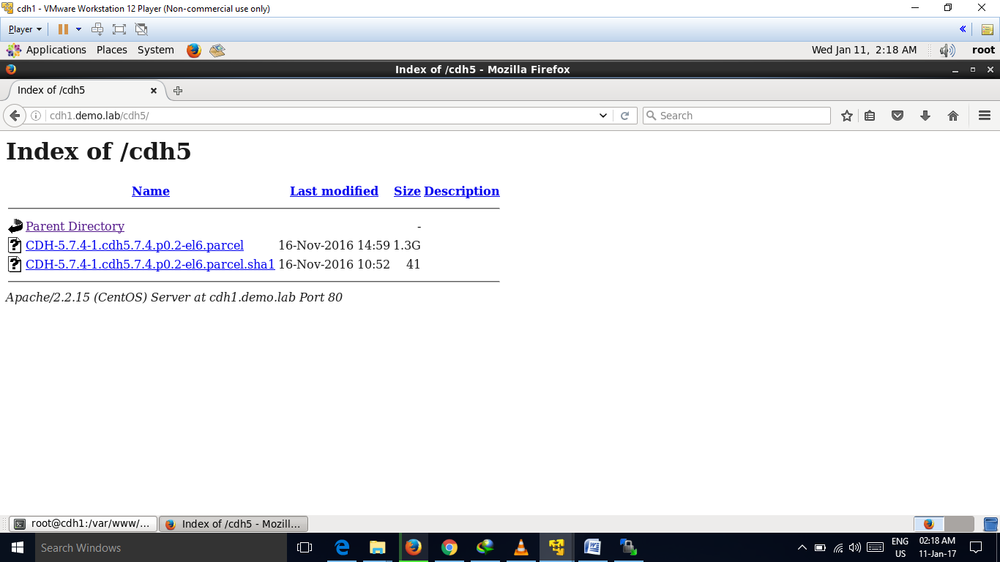 cdh1 - VMware Workstation 12 Player (Non-commercial use only)
Player
Applications Places System Wed Jan 11, 2:18 AM root
Index of /cdh5 - Mozilla Firefox
Index of /cdh5
cdh1.demo.lab/cdh5/ Search
Index of /cdh5
Name Last modified Size Description
Parent Directory -
CDH-5.7.4-1.cdh5.7.4.p0.2-el6.parcel 16-Nov-2016 14:59 1.3G
CDH-5.7.4-1.cdh5.7.4.p0.2-el6.parcel.sha1 16-Nov-2016 10:52 41
Apache/2.2.15 (CentOS) Server at cdh1.demo.lab Port 80
root@cdh1:/var/www/... Index of /cdh5 - Mozill...
Search Windows
ENG 02:18 AM
US 11-Jan-17